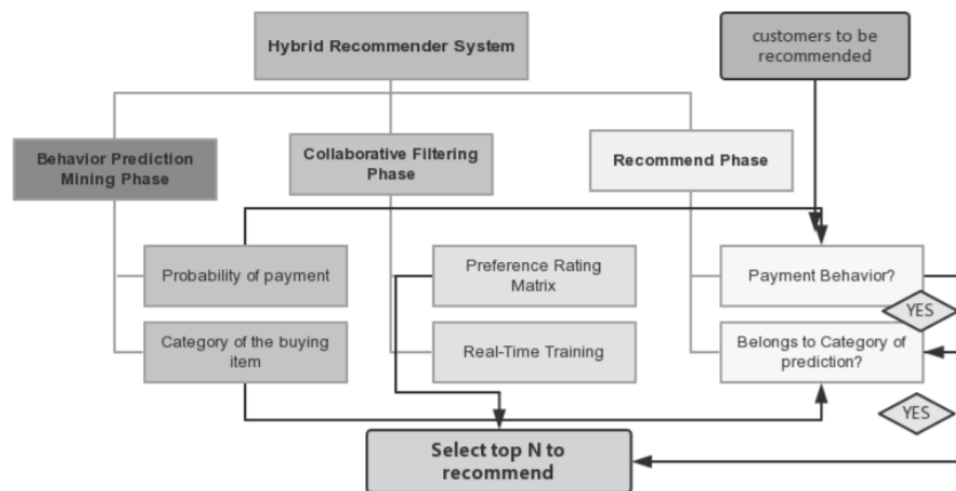 Hybrid Recommender System
customers to be
recommended
Behavior Prediction
Mining Phase
Collaborative Filtering
Phase
Recommend Phase
Probability of payment
Preference Rating
Matrix
Payment Behavior?
YES
Category of the buying
item
Real-Time Training
Belongs to Category of
prediction?
YES
Select top N to
recommend